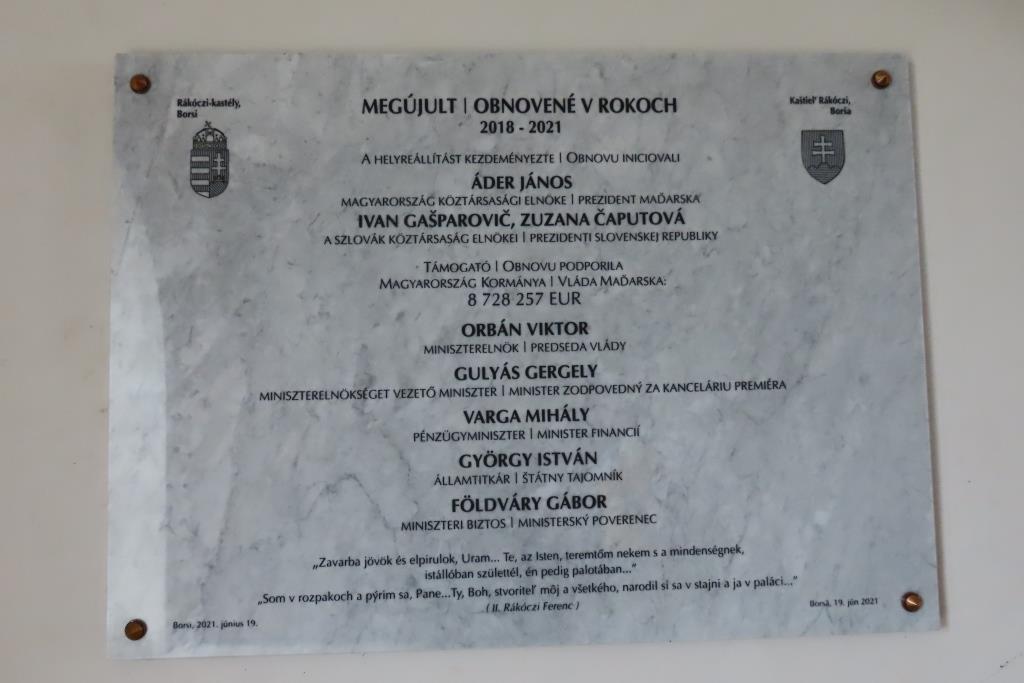 Rákóczi-kastély,
Borsi
Kaštieľ Rákóczi,
Borša
MEGÚJULT | OBNOVENÉ V ROKOCH
2018 - 2021
A HELYREÁLLÍTÁST KEZDEMÉNYEZTE | OBNOVU INICIOVALI
ÁDER JÁNOS
MAGYARORSZÁG KÖZTÁRSASÁGI ELNÖKE | PREZIDENT MAĎARSKA
IVAN GAŠPAROVIČ, ZUZANA ČAPUTOVÁ
A SZLOVÁK KÖZTÁRSASÁG ELNÖKEI | PREZIDENTI SLOVENSKEJ REPUBLIKY
TÁMOGATÓ | OBNOVU PODPORILA
MAGYARORSZÁG KORMÁNYA | VLÁDA MAĎARSKA:
8 728 257 EUR
ORBÁN VIKTOR
MINISZTERELNÖK | PREDSEDA VLÁDY
GULYÁS GERGELY
MINISZTERELNÖKSÉGET VEZETŐ MINISZTER | MINISTER ZODPOVEDNÝ ZA KANCELÁRIU PREMIÉRA
VARGA MIHÁLY
PÉNZÜGYMINISZTER | MINISTER FINANCIÍ
GYÖRGY ISTVÁN
ÁLLAMTITKÁR | ŠTÁTNY TAJOMNÍK
FÖLDVÁRY GÁBOR
MINISZTERI BIZTOS | MINISTERSKÝ POVERENEC
„Zavarba jövök és elpirulok, Uram... Te, az Isten, teremtőm nekem s a mindenségnek,
istállóban születtél, én pedig palotában..."
„Som v rozpakoch a pýrim sa, Pane...Ty, Boh, stvoriteľ môj a všetkého, narodil si sa v stajni a ja v paláci..."
( II. Rákóczi Ferenc )
Borsi, 2021. június 19.
Borša, 19. jún 2021